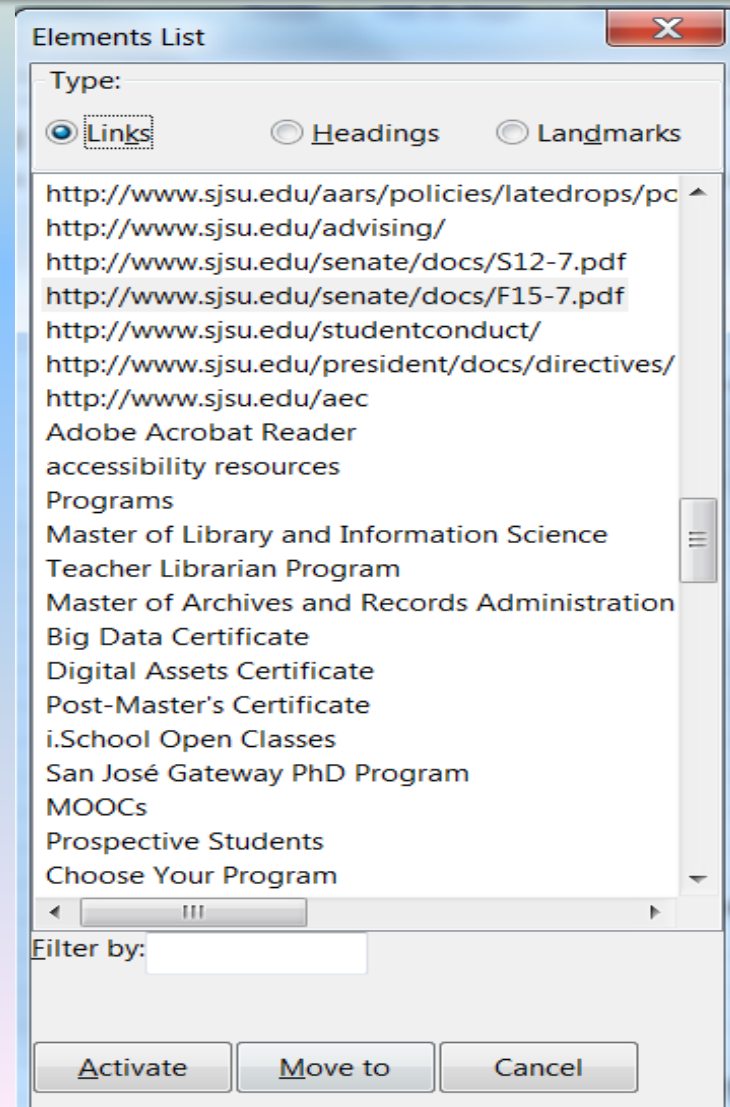 Elements List
Type:
Links Headings Landmarks
http://www.sjsu.edu/aars/policies/latedrops/po
http://www.sjsu.edu/advising/
http://www.sjsu.edu/senate/docs/S12-7.pdf
http://www.sjsu.edu/senate/docs/F15-7.pdf
http://www.sjsu.edu/studentconduct/
http://www.sjsu.edu/president/docs/directives/
http://www.sjsu.edu/aec
Adobe Acrobat Reader
accessibility resources
Programs
Master of Library and Information Science
Teacher Librarian Program
Master of Archives and Records Administration
Big Data Certificate
Digital Assets Certificate
Post-Master's Certificate
i.School Open Classes
San José Gateway PhD Program
MOOCs
Prospective Students
Choose Your Program
Filter by:
Activate Move to Cancel